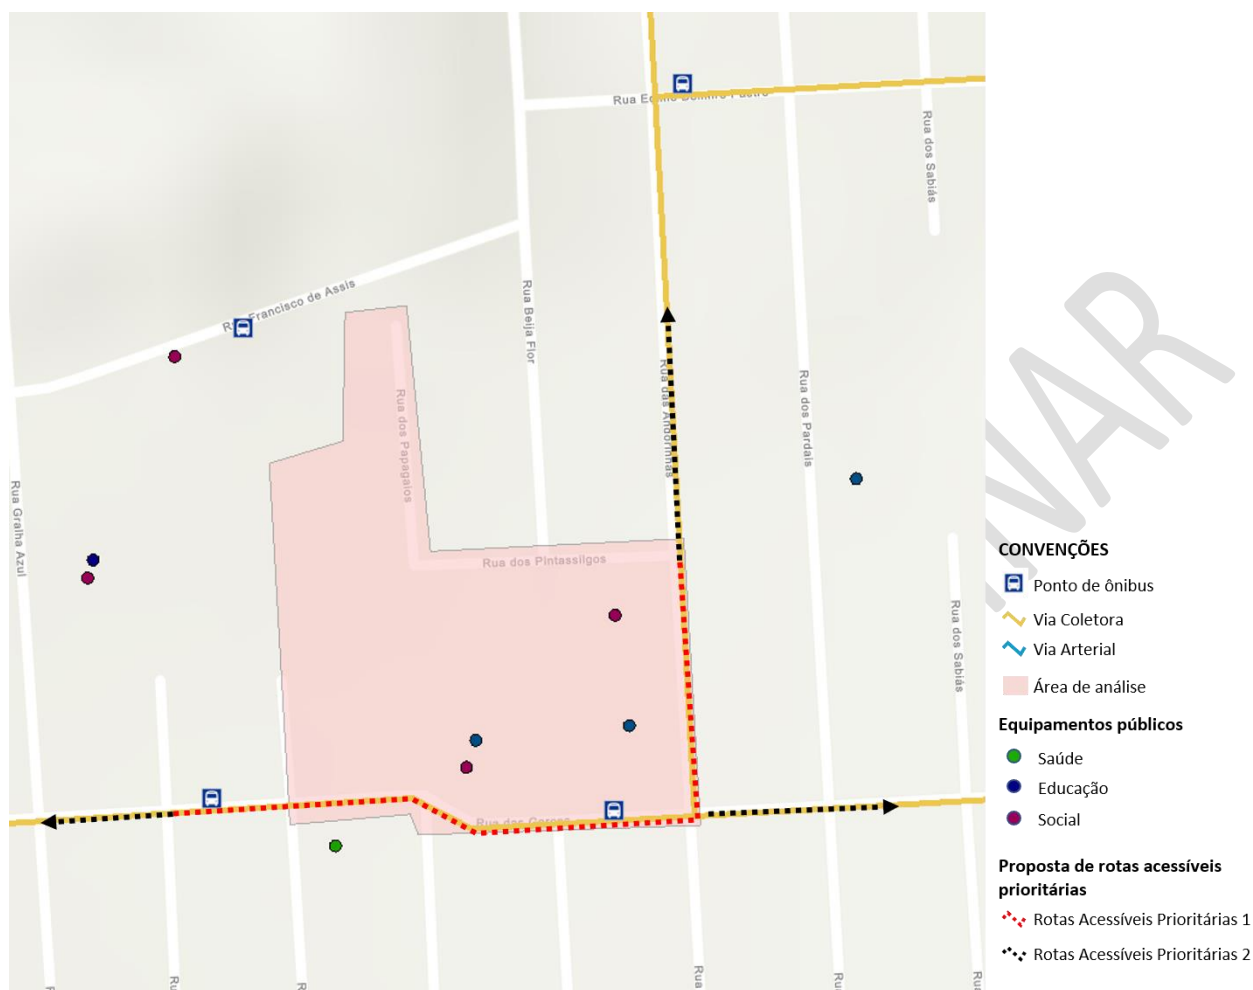 Rua dos Sabiás
Rua Francisco de Assis
Rua Beija Flor
Rua das Andorinhas
Rua dos Pardais
Rua dos Papagaios
Rua Gralha Azul
Rua dos Pintassilgos
Rua dos Sabiás
Rua das Garças
Rua
CONVENÇÕES
Ponto de ônibus
Via Coletora
Via Arterial
Área de análise
Equipamentos públicos
Saúde
Educação
Social
Proposta de rotas acessíveis
prioritárias
Rotas Acessíveis Prioritárias 1
Rotas Acessíveis Prioritárias 2